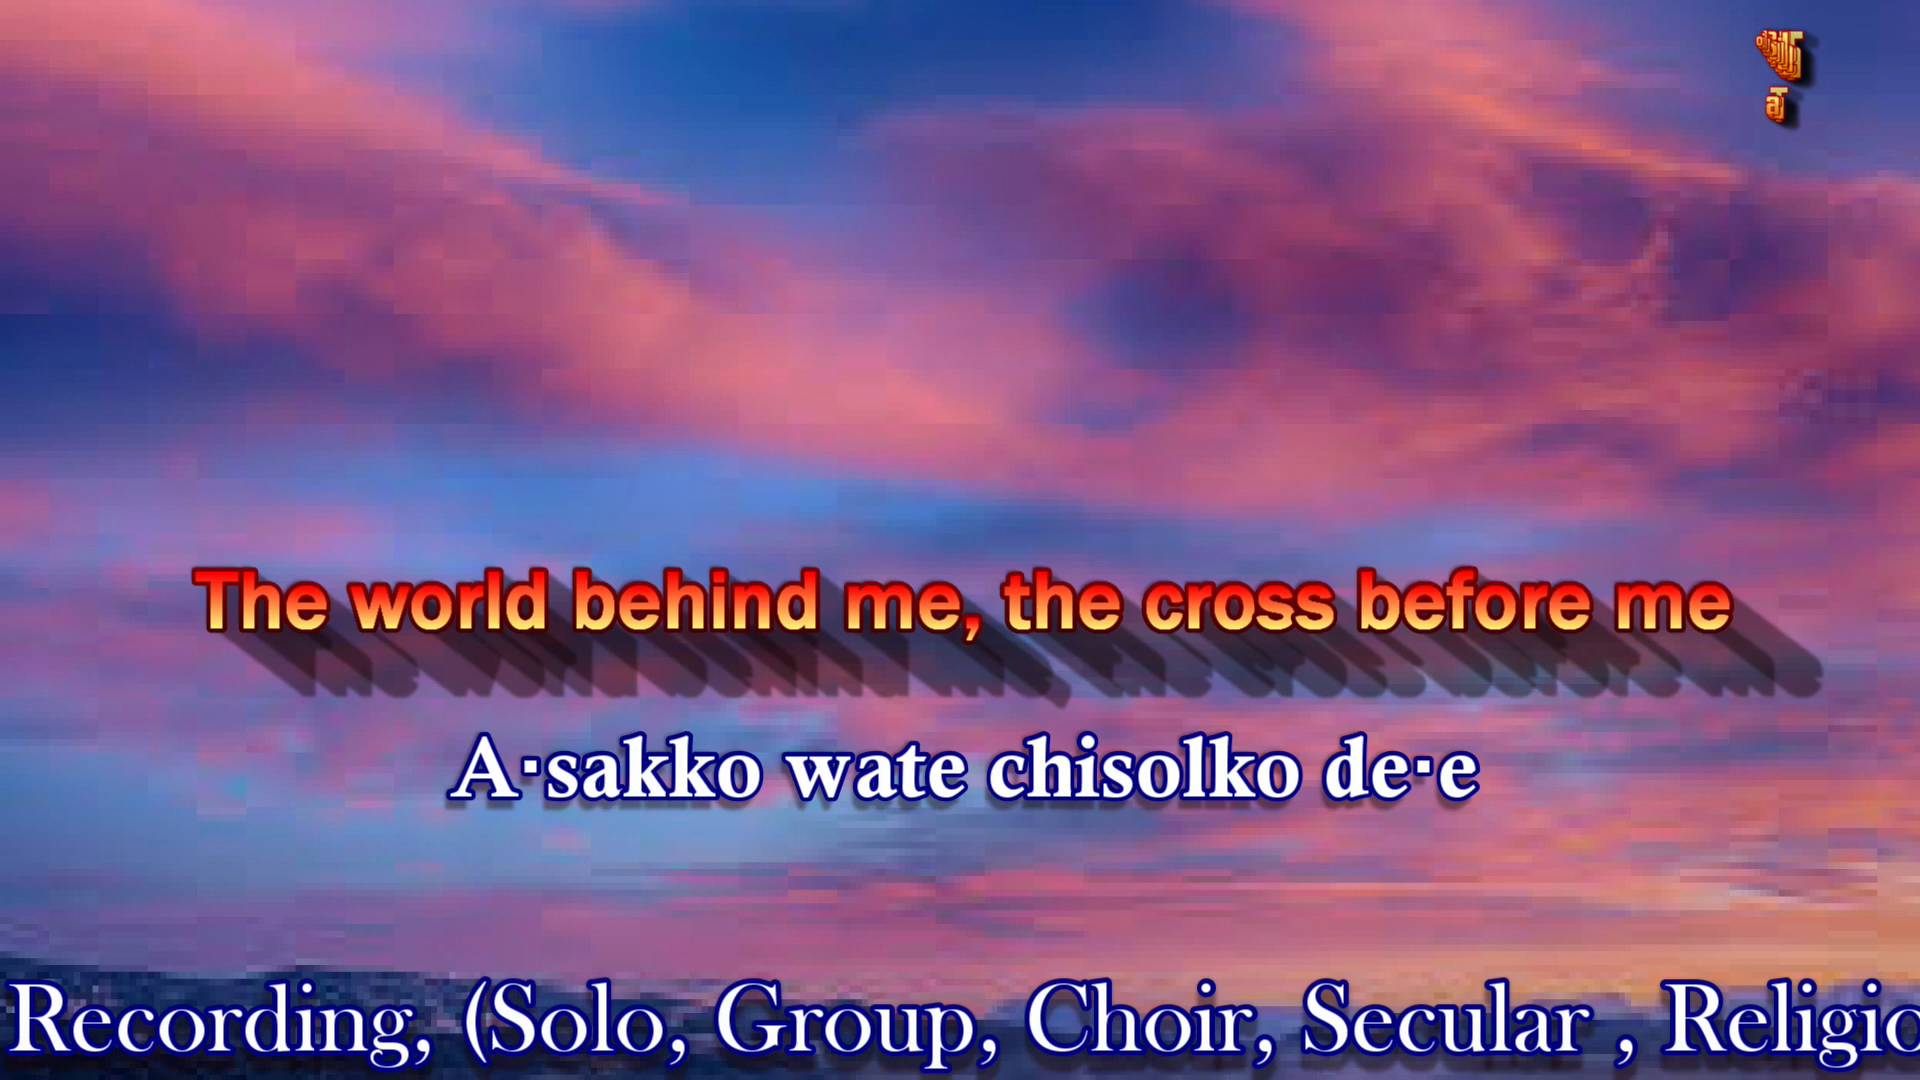 The world behind me, the cross before me
A·sakko wate chisolko de·e
Recording, (Solo, Group, Choir, Secular , Religio